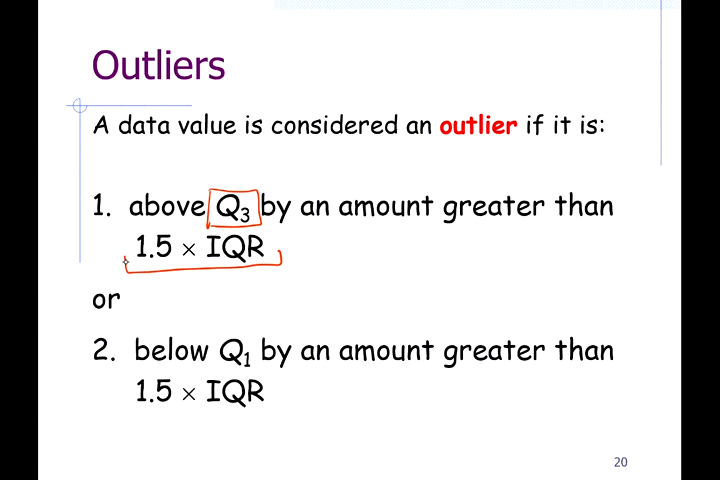 Outliers
A data value is considered an outlier if it is:
1. above Q₃ by an amount greater than
1.5 × IQR
or
2. below Q₁ by an amount greater than
1.5 × IQR
20